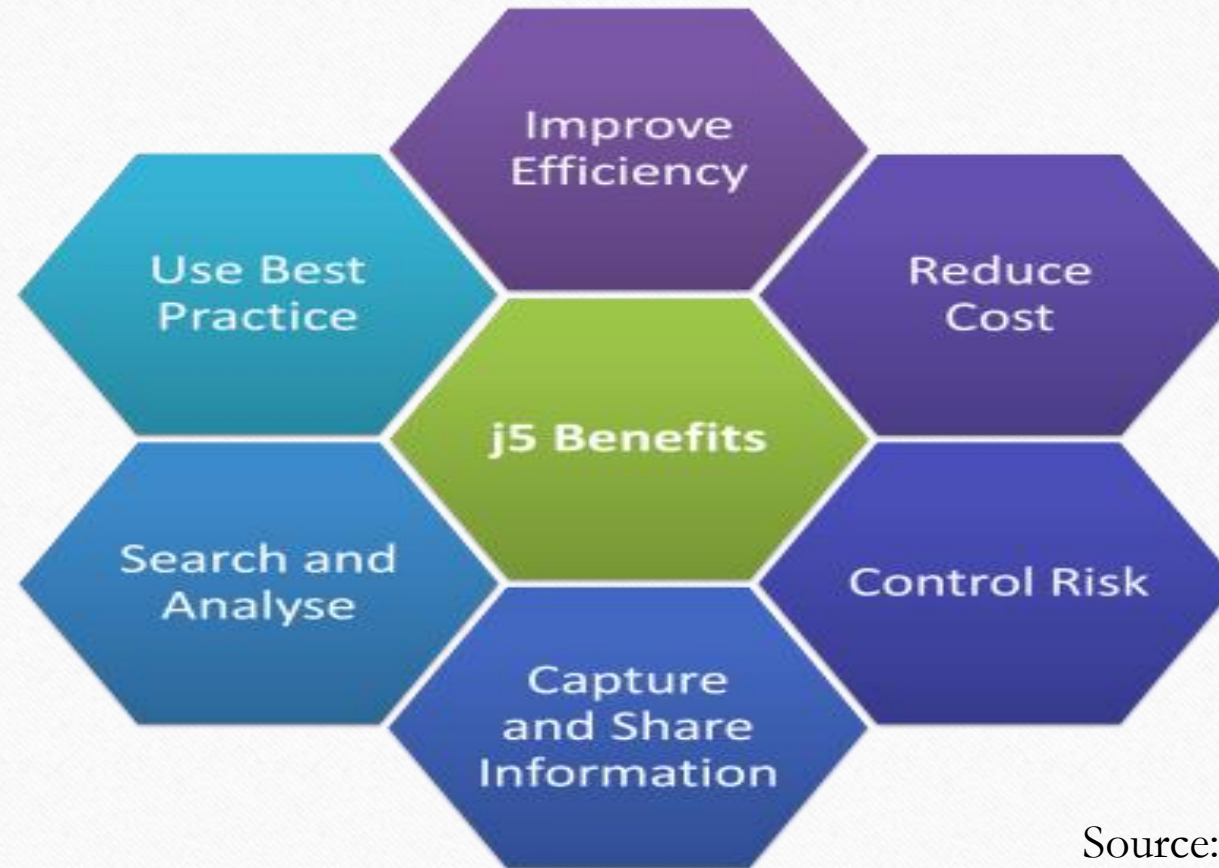 Improve
Efficiency
Use Best
Practice
Reduce
Cost
j5 Benefits
Search and
Analyse
Control Risk
Capture
and Share
Information
Source: